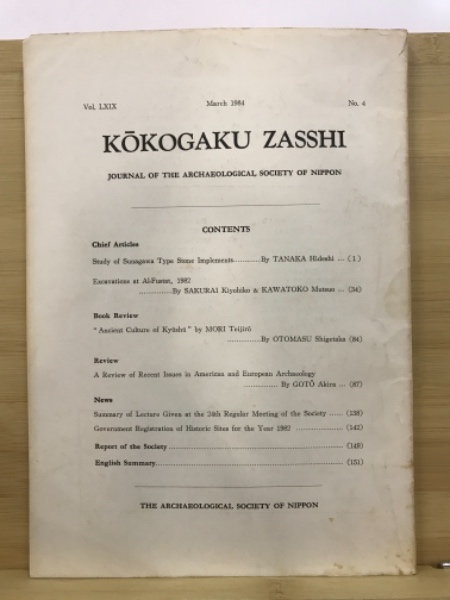 Vol. LXIX March 1984 No. 4
KŌKOGAKU ZASSHI
JOURNAL OF THE ARCHAEOLOGICAL SOCIETY OF NIPPON
CONTENTS
Chief Articles
Study of Sunagawa Type Stone Implements............By TANAKA Hideshi ... (1)
Excavations at Al-Fustat, 1982
...............By SAKURAI Kiyohiko & KAWATOKO Mutsuo ... (34)
Book Review
"Ancient Culture of Kyūshū" by MORI Teijirō
...............By OTOMASU Shigetaka (84)
Review
A Review of Recent Issues in American and European Archaeology
............... By GOTŌ Akira ... (87)
News
Summary of Lecture Given at the 24th Regular Meeting of the Society ...... (138)
Government Registration of Historic Sites for the Year 1982 .................. (142)
Report of the Society.................................................................. (149)
English Summary...................................................................... (151)
THE ARCHAEOLOGICAL SOCIETY OF NIPPON